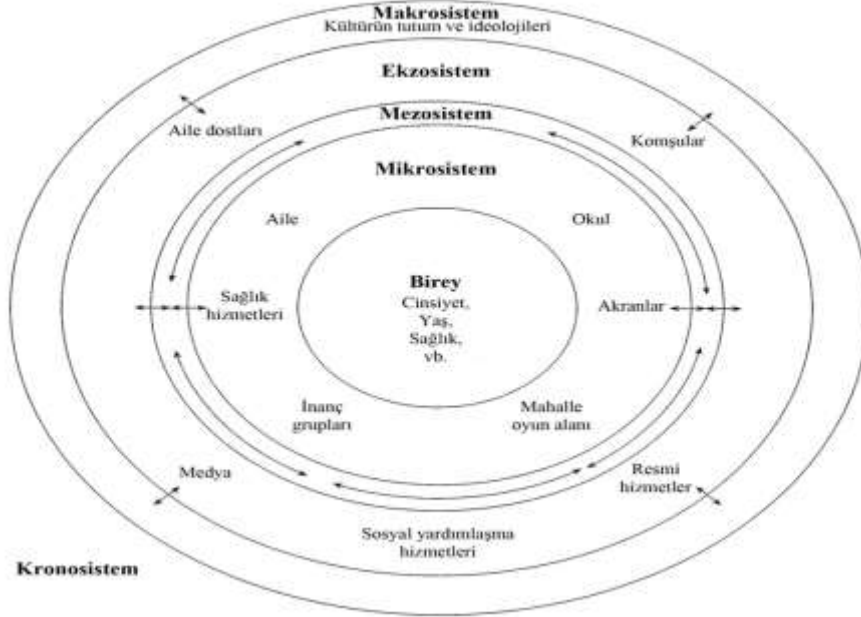 Makrosistem
Kültürün tutum ve ideolojileri
Ekzosistem
Mezosistem
Aile dostları
Komşular
Mikrosistem
Aile
Okul
Birey
Cinsiyet,
Yaş,
Sağlık,
vb.
Sağlık
hizmetleri
Akranlar
İnanç
grupları
Mahalle
oyun alanı
Medya
Resmi
hizmetler
Sosyal yardımlaşma
hizmetleri
Kronosistem